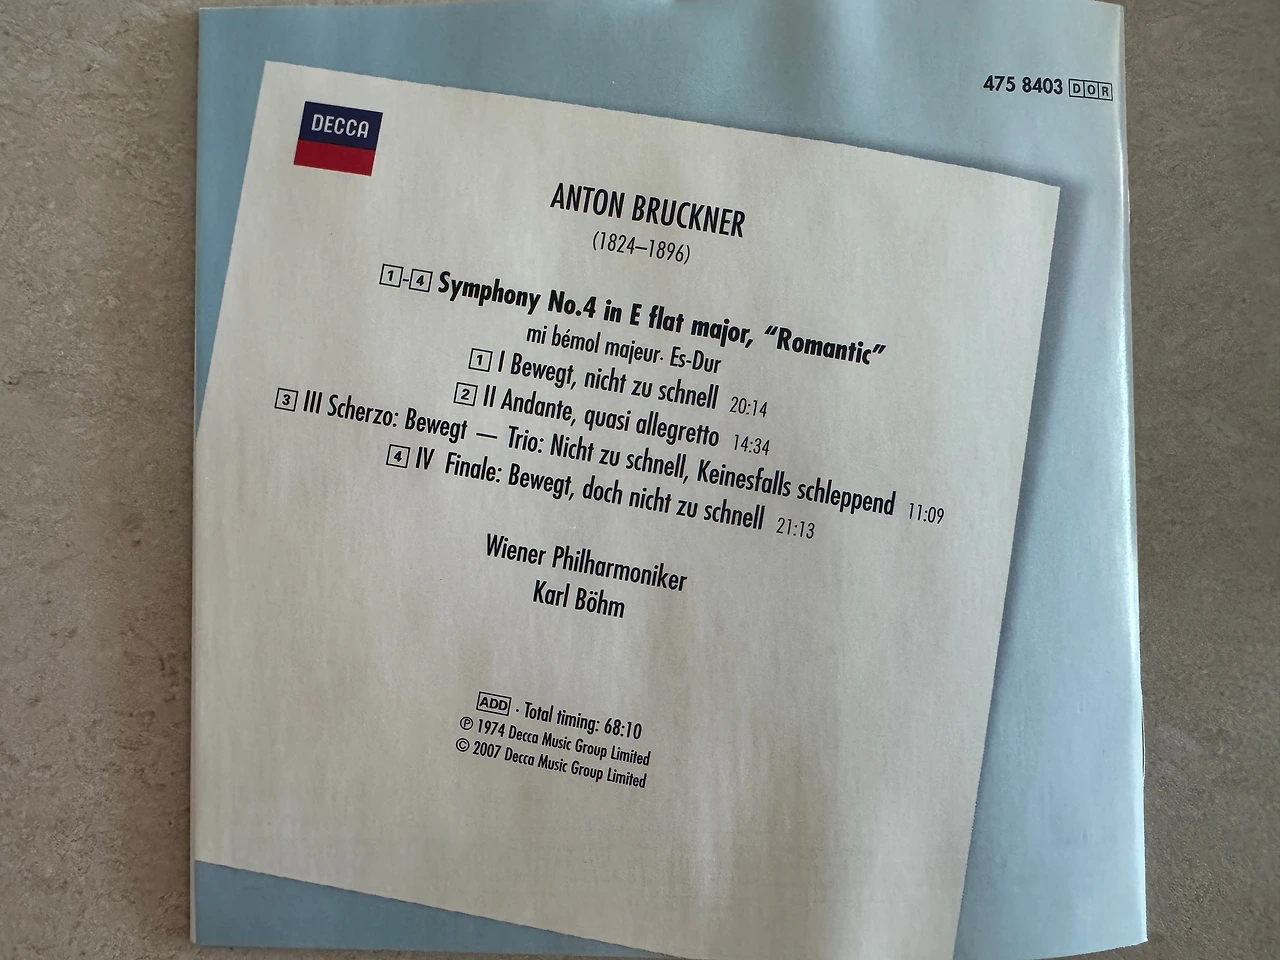 475 8403 DOR
DECCA
ANTON BRUCKNER
(1824–1896)
1-4 Symphony No.4 in E flat major, “Romantic”
mi bémol majeur · Es-Dur
1 I Bewegt, nicht zu schnell 20:14
2 II Andante, quasi allegretto 14:34
3 III Scherzo: Bewegt — Trio: Nicht zu schnell, Keinesfalls schleppend 11:09
4 IV Finale: Bewegt, doch nicht zu schnell 21:13
Wiener Philharmoniker
Karl Böhm
ADD · Total timing: 68:10
℗ 1974 Decca Music Group Limited
© 2007 Decca Music Group Limited